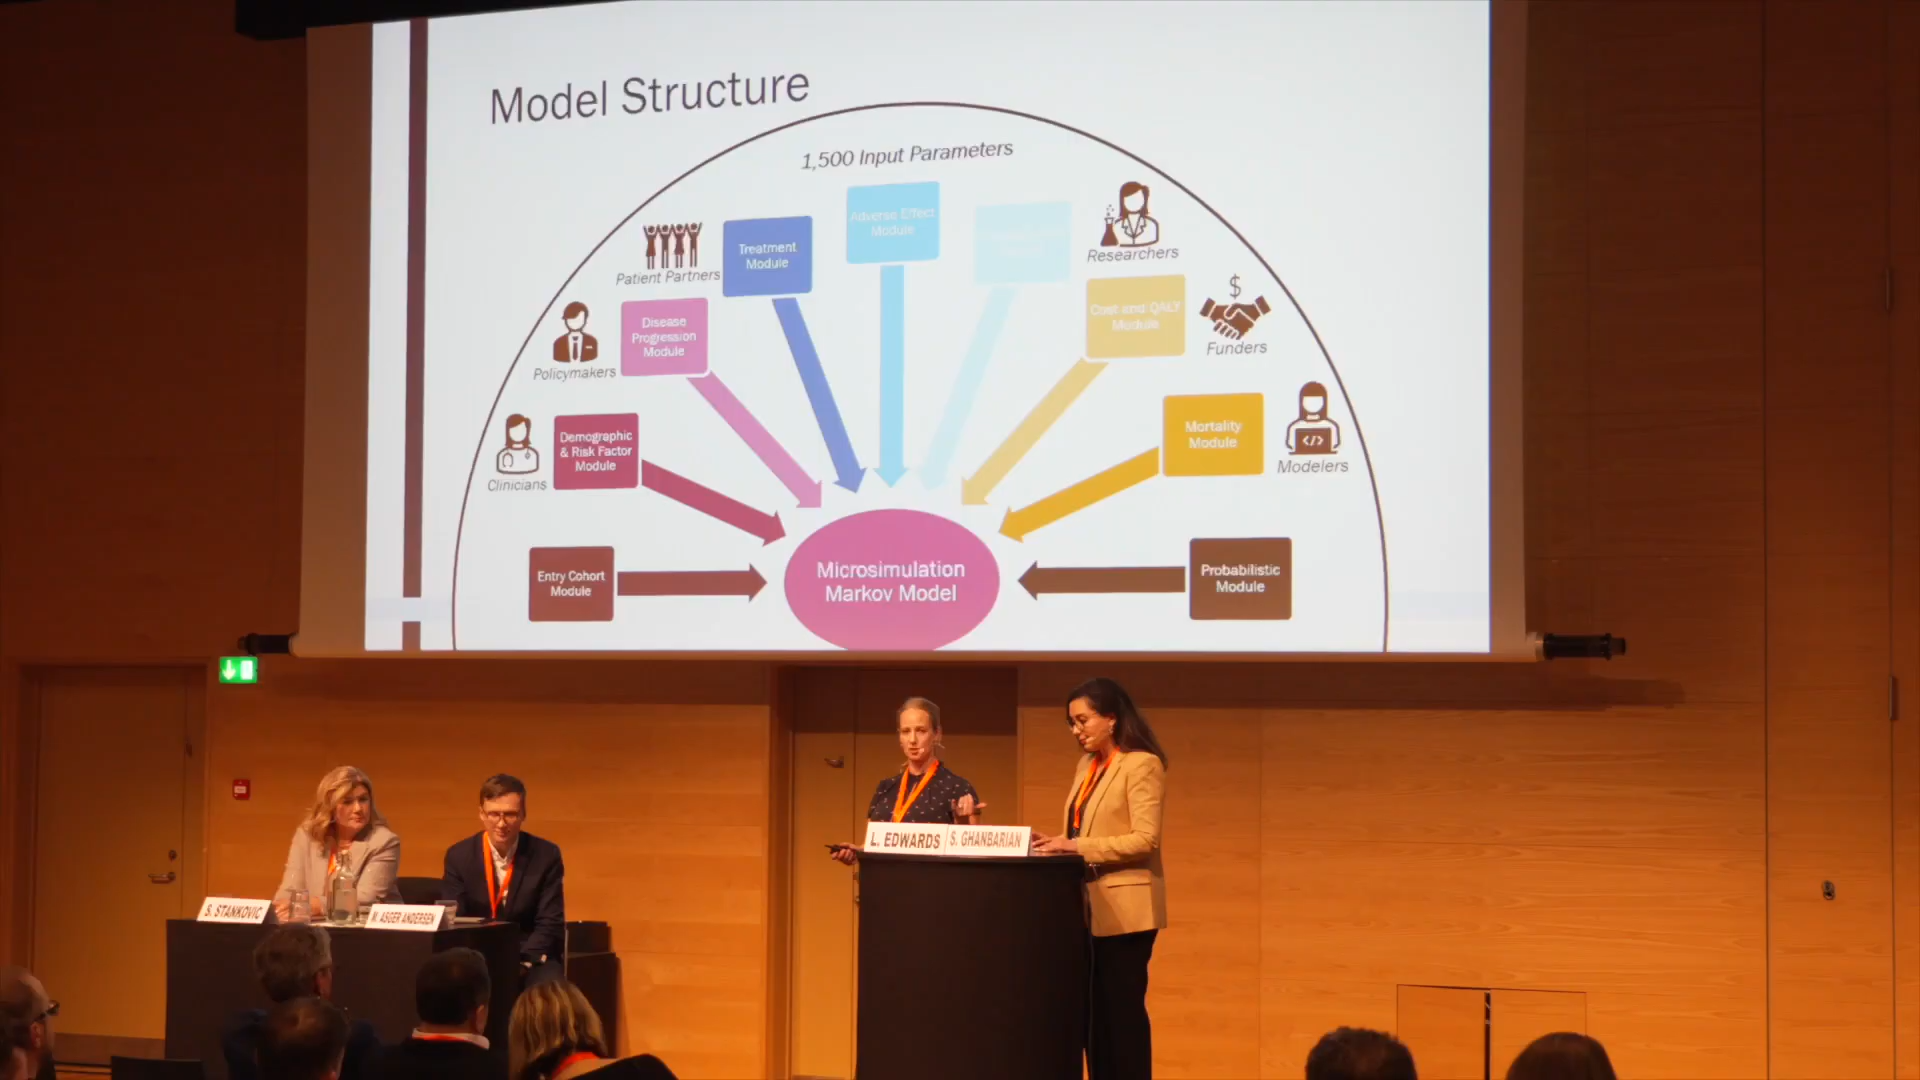 Model Structure
1,500 Input Parameters
Patient Partners
Treatment
Module
Adverse Effect
Module
Researchers
Policymakers
Disease
Progression
Module
Cost and QALY
Module
$
Funders
Clinicians
Demographic
& Risk Factor
Module
Mortality
Module
</>
Modelers
Entry Cohort
Module
Microsimulation
Markov Model
Probabilistic
Module
L. EDWARDS
S. GHANBARIAN
S. STANKOVIC
M. ASGER ANDERSEN